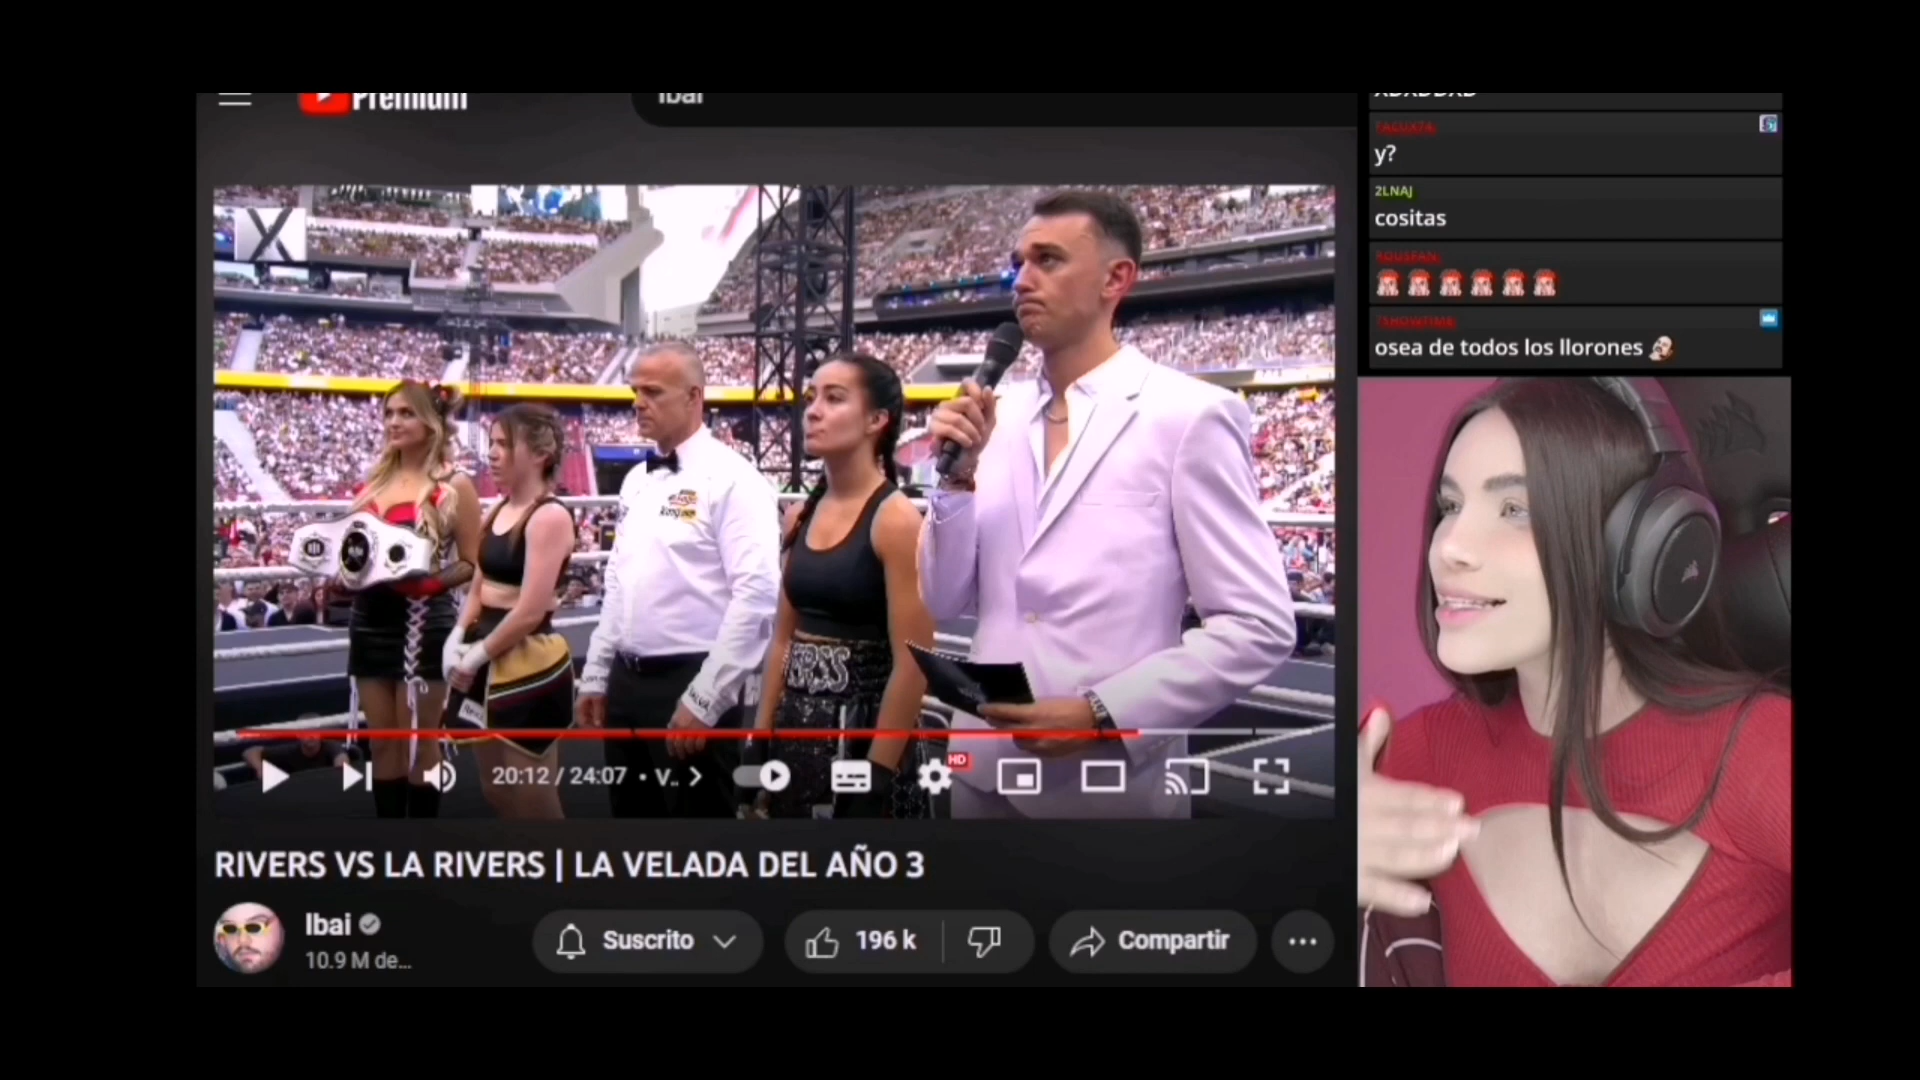 Premium
Ibai
y?
2LNAJ
cositas
osea de todos los llorones
HD
20:12 / 24:07 • V..
RIVERS VS LA RIVERS | LA VELADA DEL AÑO 3
Ibai
10.9 M de...
Suscrito
196 k
Compartir